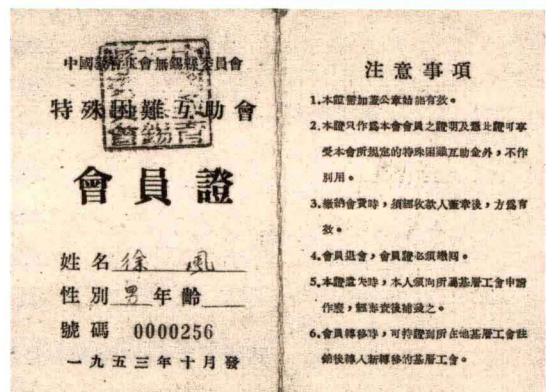 中國 會無錫縣委員會
特殊困難互助會
會員證
姓名 徐風
性別 男 年齡
號碼 0000256
一九五三年十月發
注意事項
1.本證需加蓋公章始能有效。
2.本證只作為本會會員之證明及憑此證可享
受本會所規定的特殊困難互助金外,不作
別用。
3.繳納會費時,須經收款人蓋章後,方為有
效。
4.會員退會,會員證必須繳回。
5.本證遺失時,本人須向所屬基層工會申請
作廢,經審查後補發之。
6.會員轉移時,可持證到所在地基層工會註
銷後轉入新轉移的基層工會。